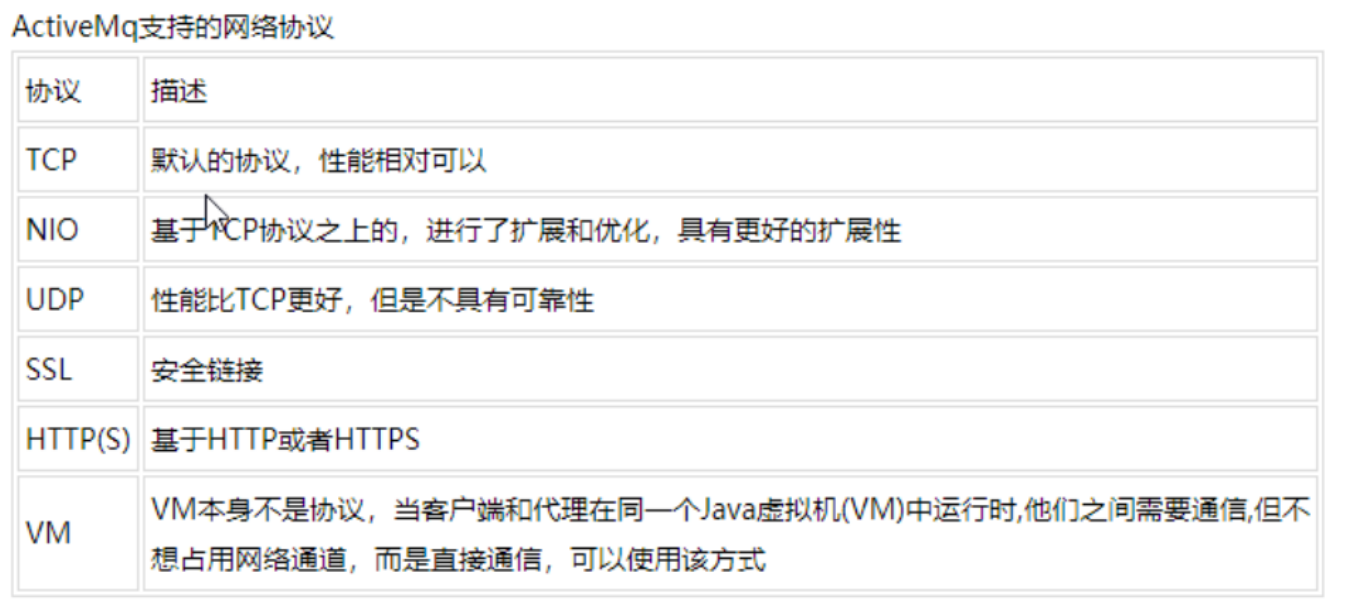 ActiveMq支持的网络协议
协议 描述
TCP 默认的协议，性能相对可以
NIO 基于TCP协议之上的，进行了扩展和优化，具有更好的扩展性
UDP 性能比TCP更好，但是不具有可靠性
SSL 安全链接
HTTP(S) 基于HTTP或者HTTPS
VM VM本身不是协议，当客户端和代理在同一个Java虚拟机(VM)中运行时,他们之间需要通信,但不
想占用网络通道，而是直接通信，可以使用该方式